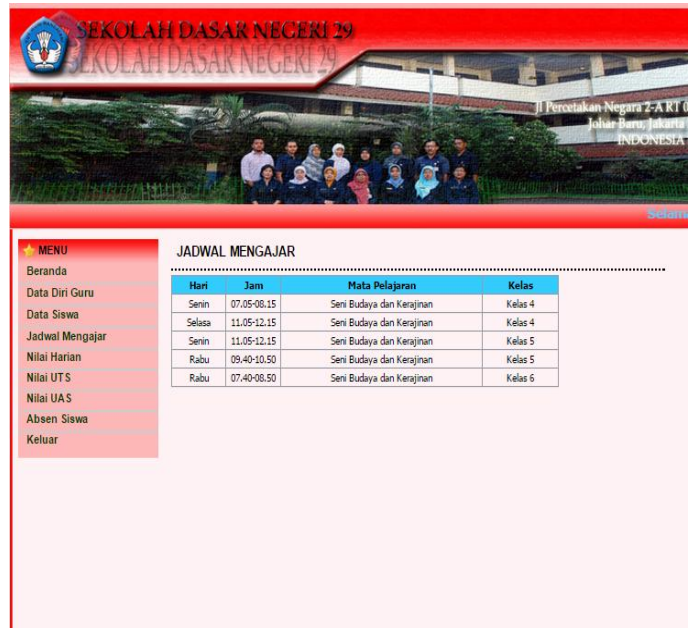 SEKOLAH DASAR NEGERI 29
SEKOLAH DASAR NEGERI 29
Jl Percetakan Negara 2-A RT
Johar Baru, Jakarta
INDONESIA
MENU
Beranda
Data Diri Guru
Data Siswa
Jadwal Mengajar
Nilai Harian
Nilai UTS
Nilai UAS
Absen Siswa
Keluar
JADWAL MENGAJAR
Hari Jam Mata Pelajaran Kelas
Senin 07.05-08.15 Seni Budaya dan Kerajinan Kelas 4
Selasa 11.05-12.15 Seni Budaya dan Kerajinan Kelas 4
Senin 11.05-12.15 Seni Budaya dan Kerajinan Kelas 5
Rabu 09.40-10.50 Seni Budaya dan Kerajinan Kelas 5
Rabu 07.40-08.50 Seni Budaya dan Kerajinan Kelas 6